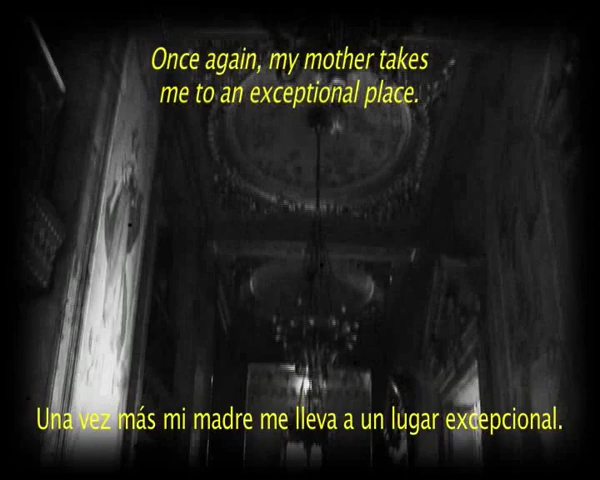 Once again, my mother takes
me to an exceptional place.
Una vez más mi madre me lleva a un lugar excepcional.